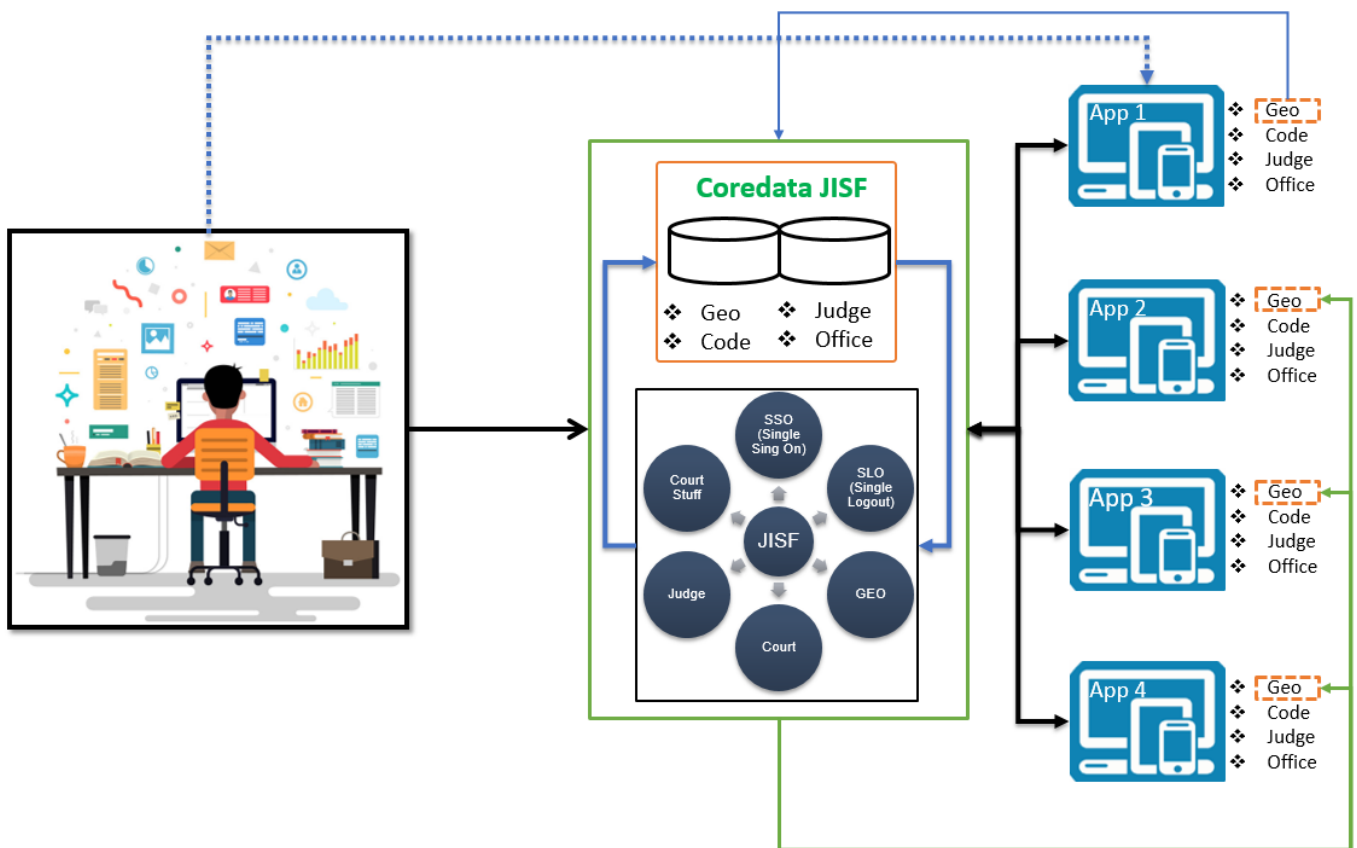 Coredata JISF
Geo
Code
Judge
Office
SSO
(Single
Sing On)
SLO
(Single
Logout)
GEO
Court
Judge
Court
Stuff
JISF
App 1
Geo
Code
Judge
Office
App 2
Geo
Code
Judge
Office
App 3
Geo
Code
Judge
Office
App 4
Geo
Code
Judge
Office